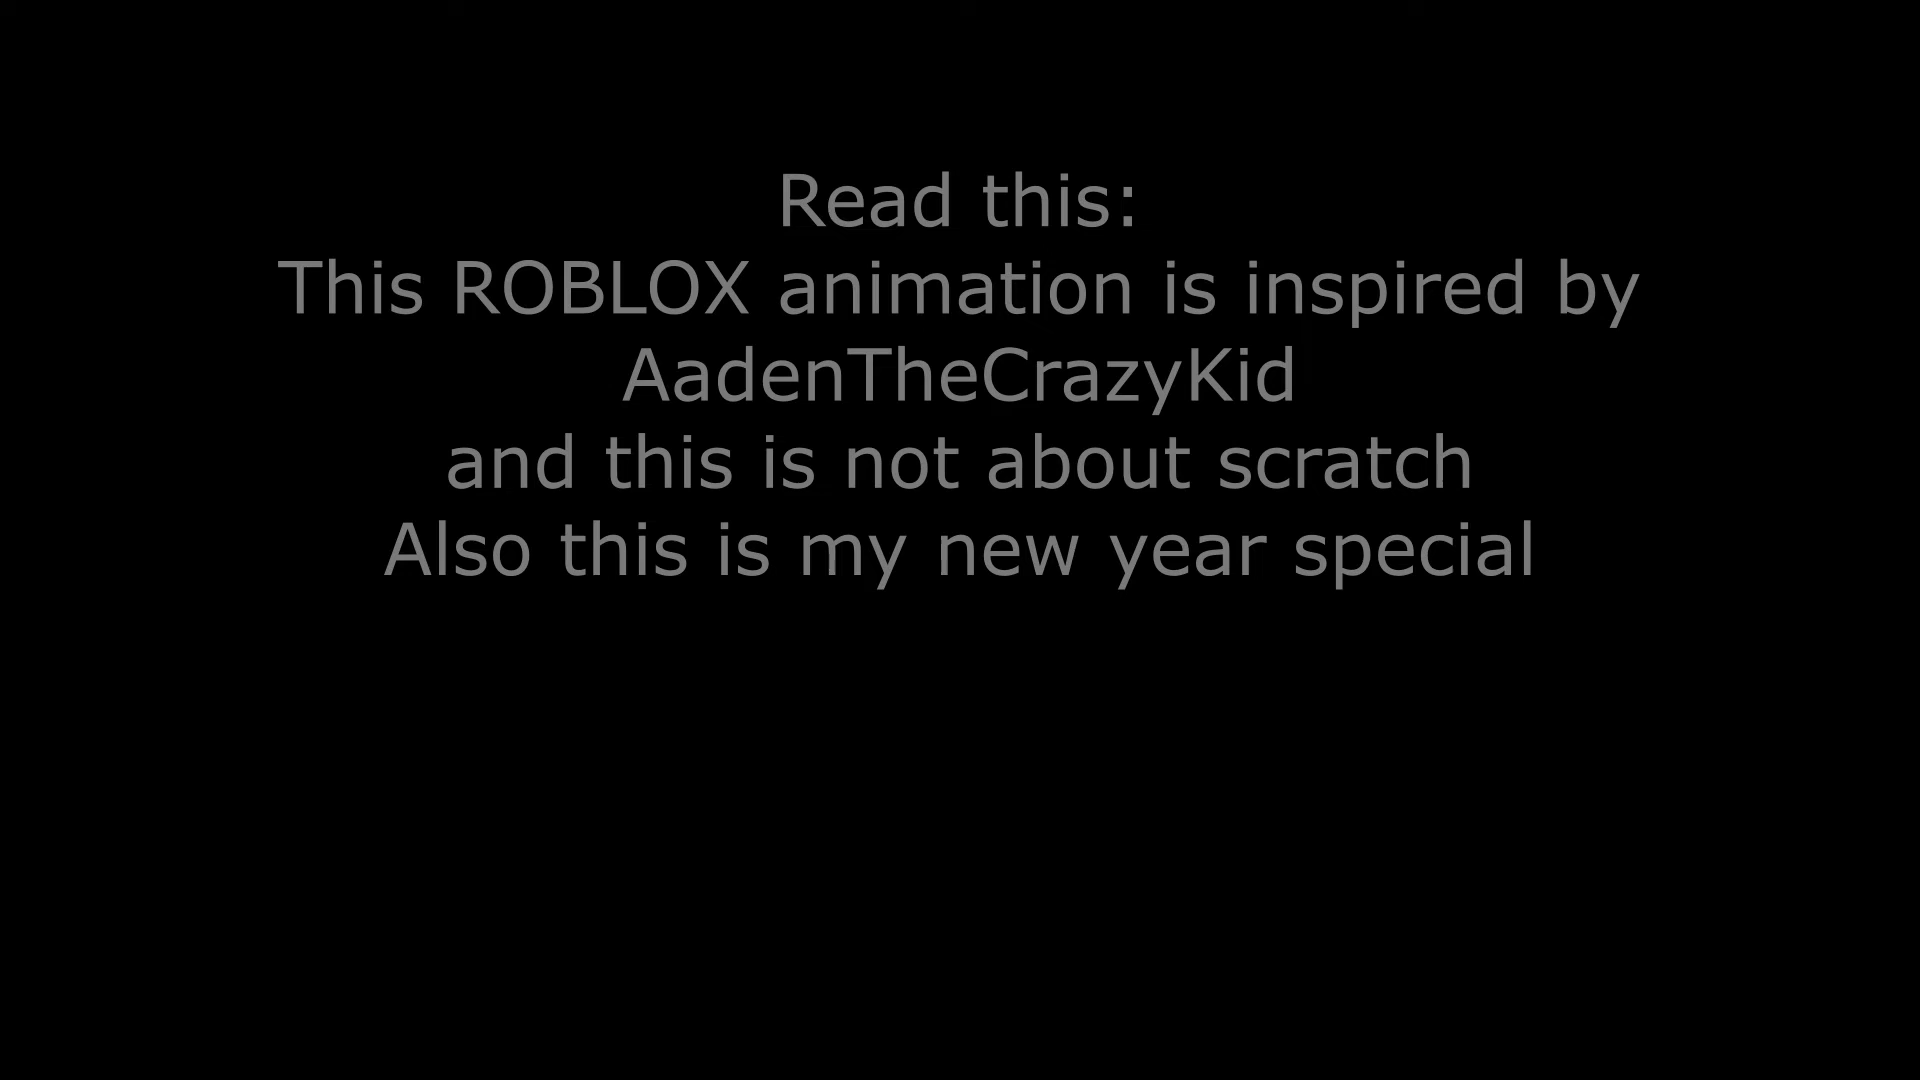 Read this:
This ROBLOX animation is inspired by
AadenTheCrazyKid
and this is not about scratch
Also this is my new year special